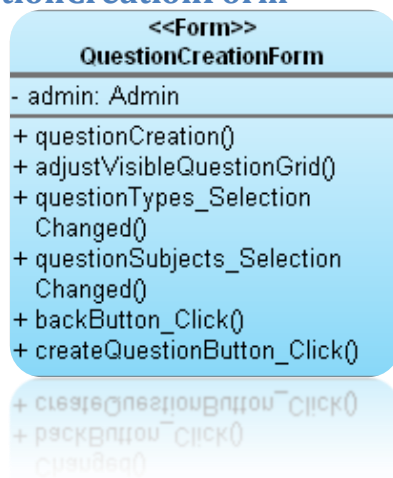 <<Form>>
QuestionCreationForm
- admin: Admin
+ questionCreation()
+ adjustVisibleQuestionGrid()
+ questionTypes_Selection
Changed()
+ questionSubjects_Selection
Changed()
+ backButton_Click()
+ createQuestionButton_Click()